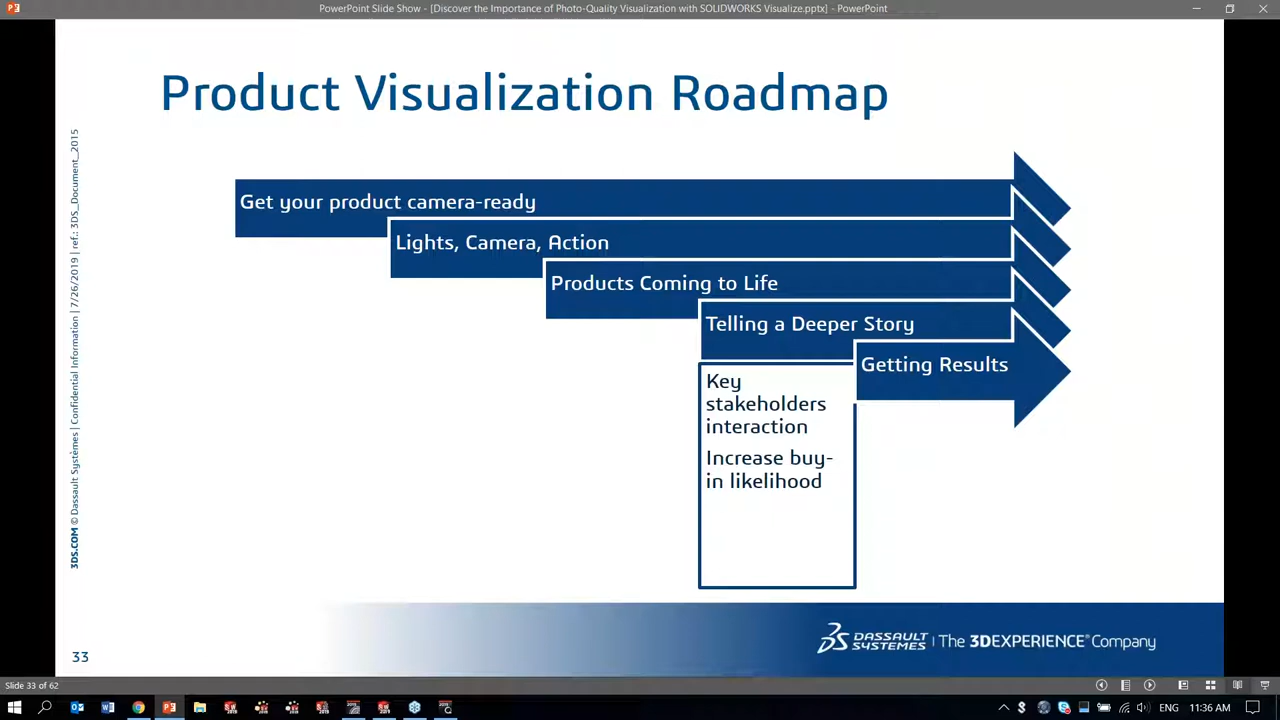 PowerPoint Slide Show - [Discover the Importance of Photo-Quality Visualization with SOLIDWORKS Visualize.pptx] - PowerPoint
Product Visualization Roadmap
Get your product camera-ready
Lights, Camera, Action
Products Coming to Life
Telling a Deeper Story
Getting Results
Key
stakeholders
interaction
Increase buy-
in likelihood
3DS.COM © Dassault Systèmes | Confidential Information | 7/26/2019 | ref.: 3DS_Document_2015
33
DASSAULT
SYSTEMES
The 3DEXPERIENCE® Company
Slide 33 of 62
ENG
11:36 AM